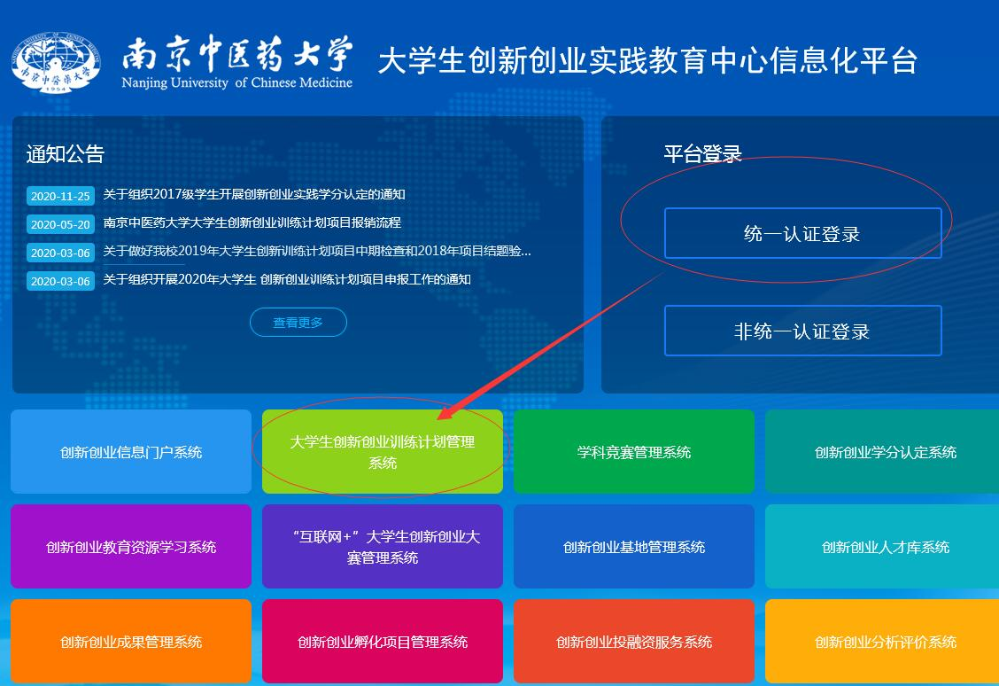 南京中医药大学
Nanjing University of Chinese Medicine
大学生创新创业实践教育中心信息化平台
通知公告
2020-11-25 关于组织2017级学生开展创新创业实践学分认定的通知
2020-05-20 南京中医药大学大学生创新创业训练计划项目报销流程
2020-03-06 关于做好我校2019年大学生创新训练计划项目中期检查和2018年项目结题验...
2020-03-06 关于组织开展2020年大学生 创新创业训练计划项目申报工作的通知
查看更多
平台登录
统一认证登录
非统一认证登录
创新创业信息门户系统
大学生创新创业训练计划管理
系统
学科竞赛管理系统
创新创业学分认定系统
创新创业教育资源学习系统
“互联网+”大学生创新创业大
赛管理系统
创新创业基地管理系统
创新创业人才库系统
创新创业成果管理系统
创新创业孵化项目管理系统
创新创业投融资服务系统
创新创业分析评价系统